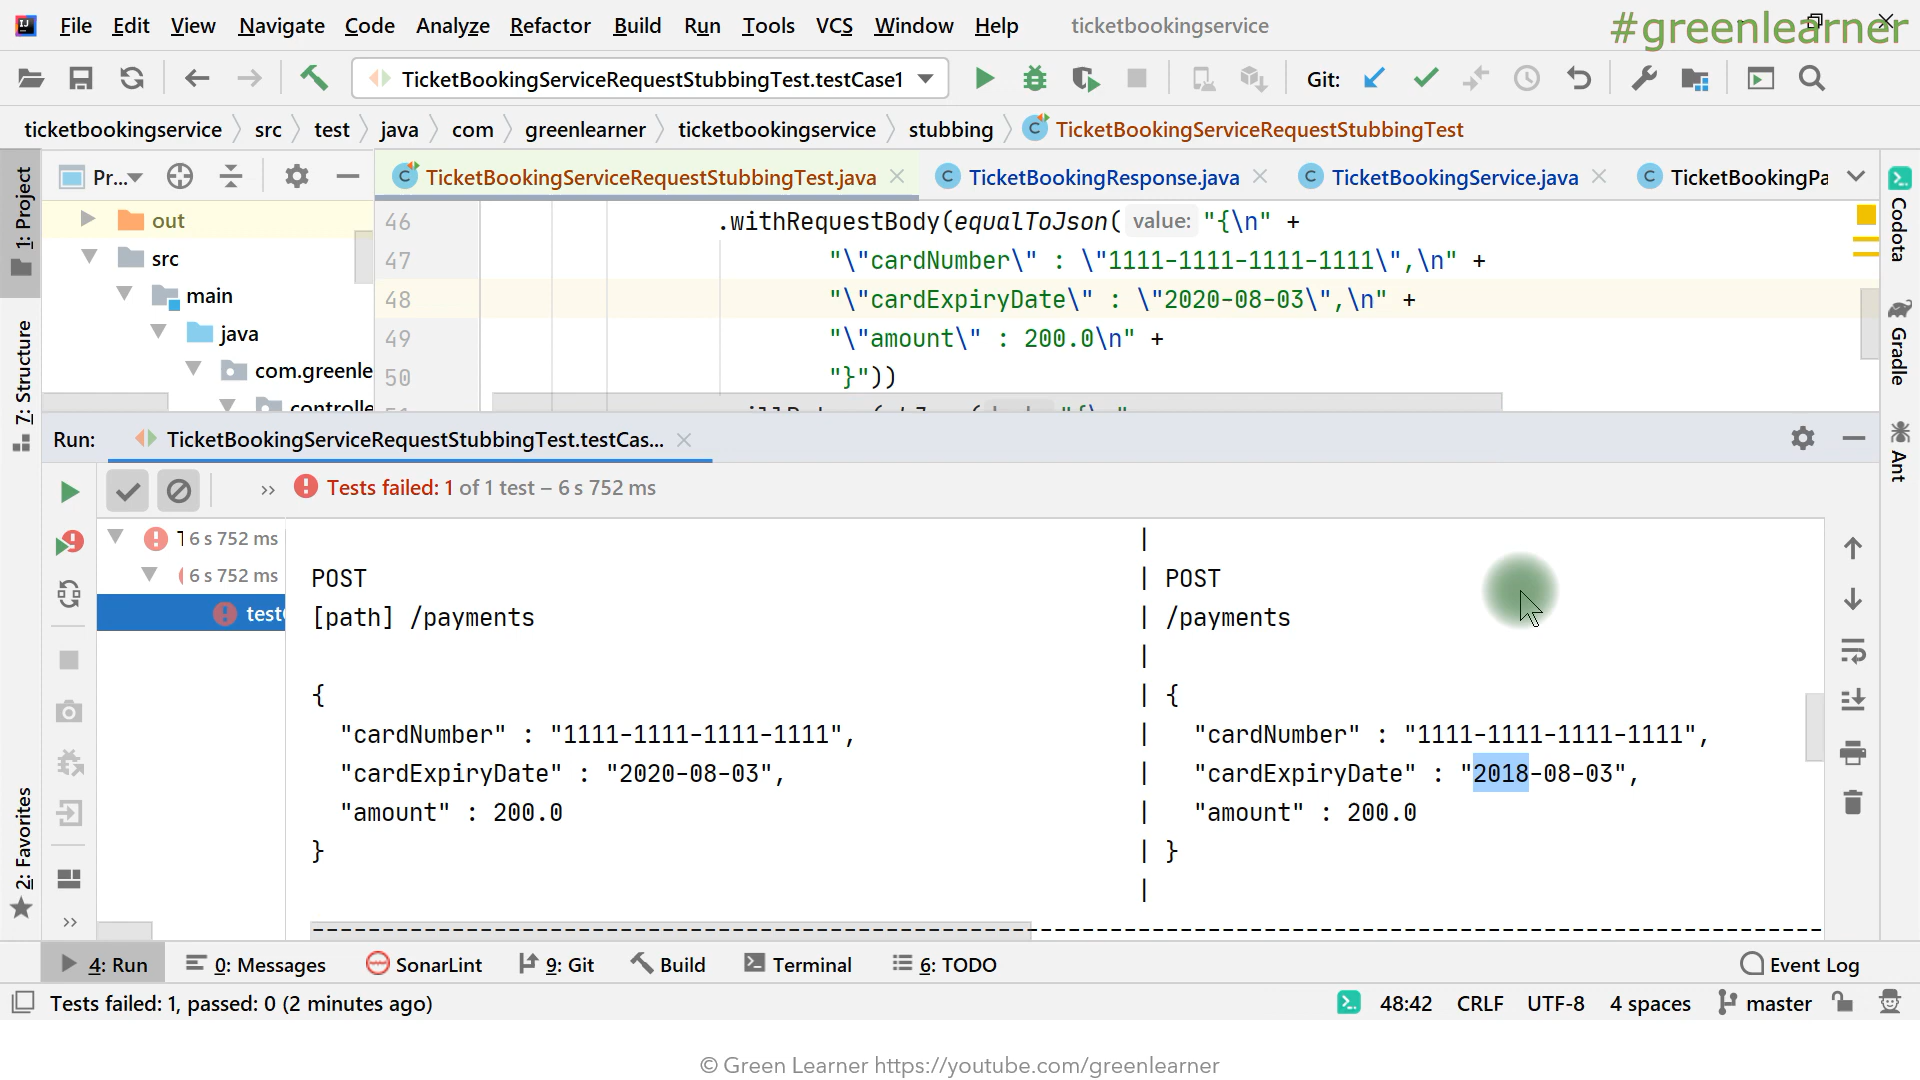 File Edit View Navigate Code Analyze Refactor Build Run Tools VCS Window Help ticketbookingservice #greenlearner
TicketBookingServiceRequestStubbingTest.testCase1 Git:
ticketbookingservice src test java com greenlearner ticketbookingservice stubbing TicketBookingServiceRequestStubbingTest
Pr... TicketBookingServiceRequestStubbingTest.java TicketBookingResponse.java TicketBookingService.java TicketBookingPa
1: Project
7: Structure
2: Favorites
out
src
main
java
com.greenle
controlle
46 .withRequestBody(equalToJson( value: "{\n" +
47 "\"cardNumber\" : \"1111-1111-1111-1111\",\n" +
48 "\"cardExpiryDate\" : \"2020-08-03\",\n" +
49 "\"amount\" : 200.0\n" +
50 "}"))
Codota
Gradle
Ant
Run: TicketBookingServiceRequestStubbingTest.testCas...
>> Tests failed: 1 of 1 test – 6 s 752 ms
T 6 s 752 ms
6 s 752 ms
test
|
POST | POST
[path] /payments | /payments
|
{ | {
"cardNumber" : "1111-1111-1111-1111", | "cardNumber" : "1111-1111-1111-1111",
"cardExpiryDate" : "2020-08-03", | "cardExpiryDate" : "2018-08-03",
"amount" : 200.0 | "amount" : 200.0
} | }
|
>>
4: Run 0: Messages SonarLint 9: Git Build Terminal 6: TODO Event Log
Tests failed: 1, passed: 0 (2 minutes ago) 48:42 CRLF UTF-8 4 spaces master
© Green Learner https://youtube.com/greenlearner